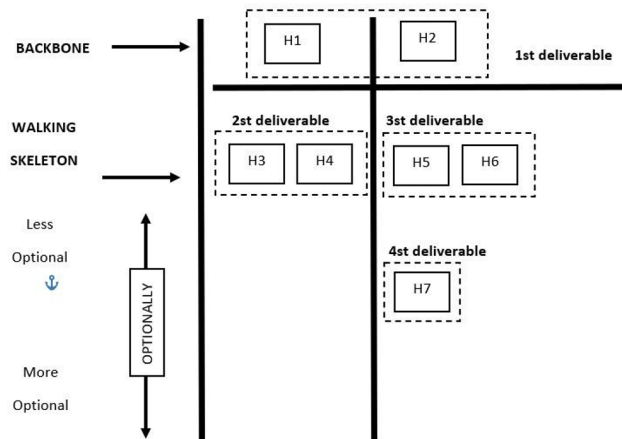 BACKBONE
H1
H2
1st deliverable
WALKING
SKELETON
2st deliverable
3st deliverable
H3
H4
H5
H6
Less
Optional
4st deliverable
H7
OPTIONALLY
More
Optional